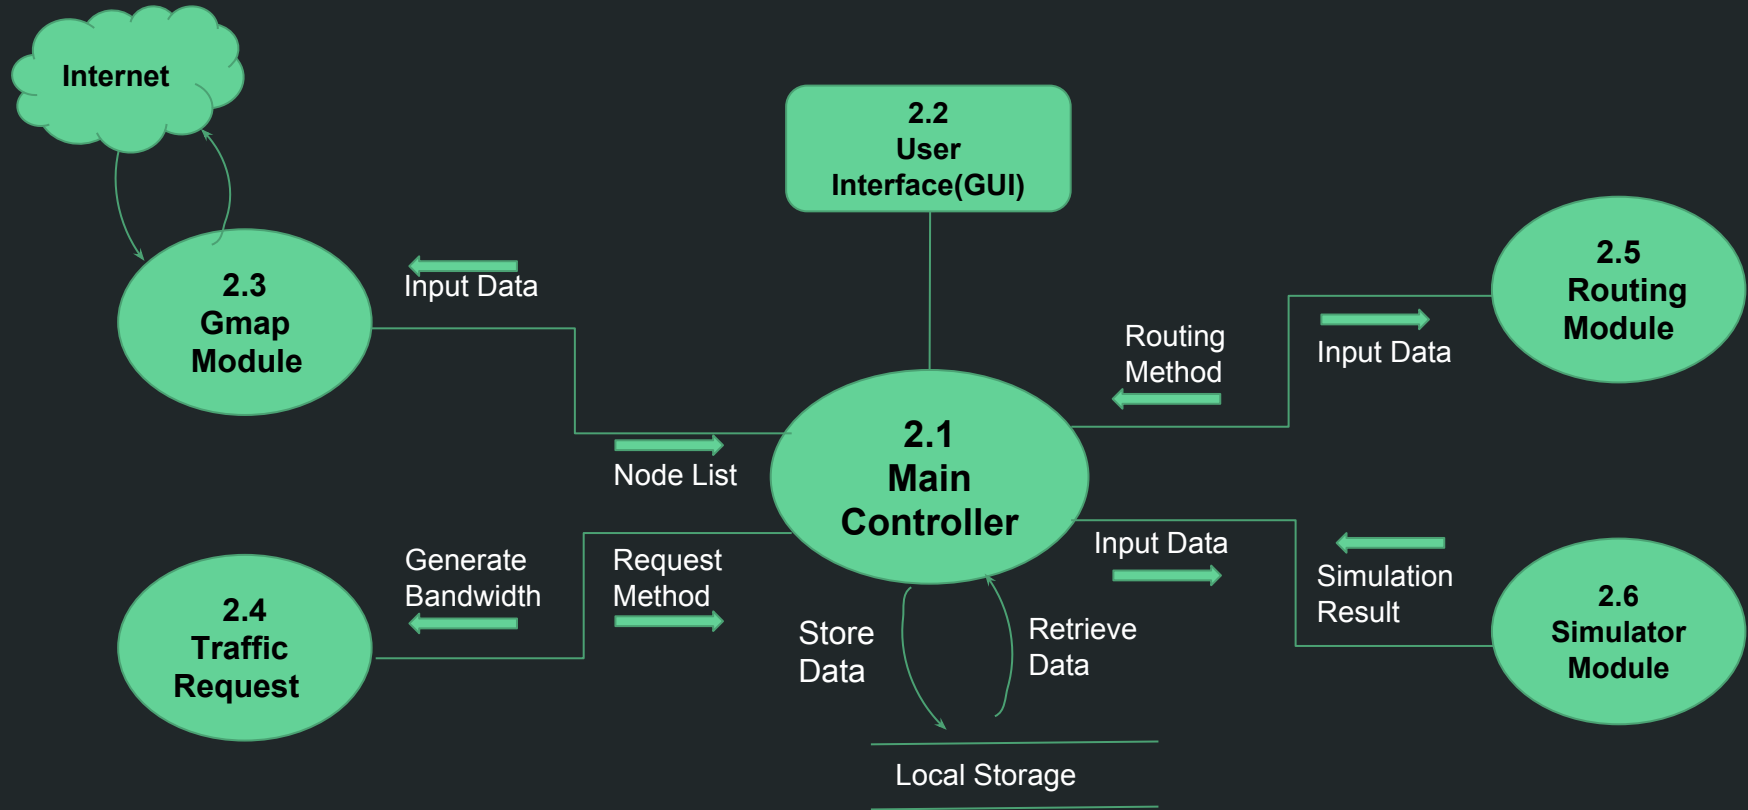 Internet
2.2
User
Interface(GUI)
2.3
Gmap
Module
Input Data
Node List
2.5
Routing
Module
Routing
Method
Input Data
2.1
Main
Controller
2.4
Traffic
Request
Generate
Bandwidth
Request
Method
Input Data
Simulation
Result
2.6
Simulator
Module
Store
Data
Retrieve
Data
Local Storage